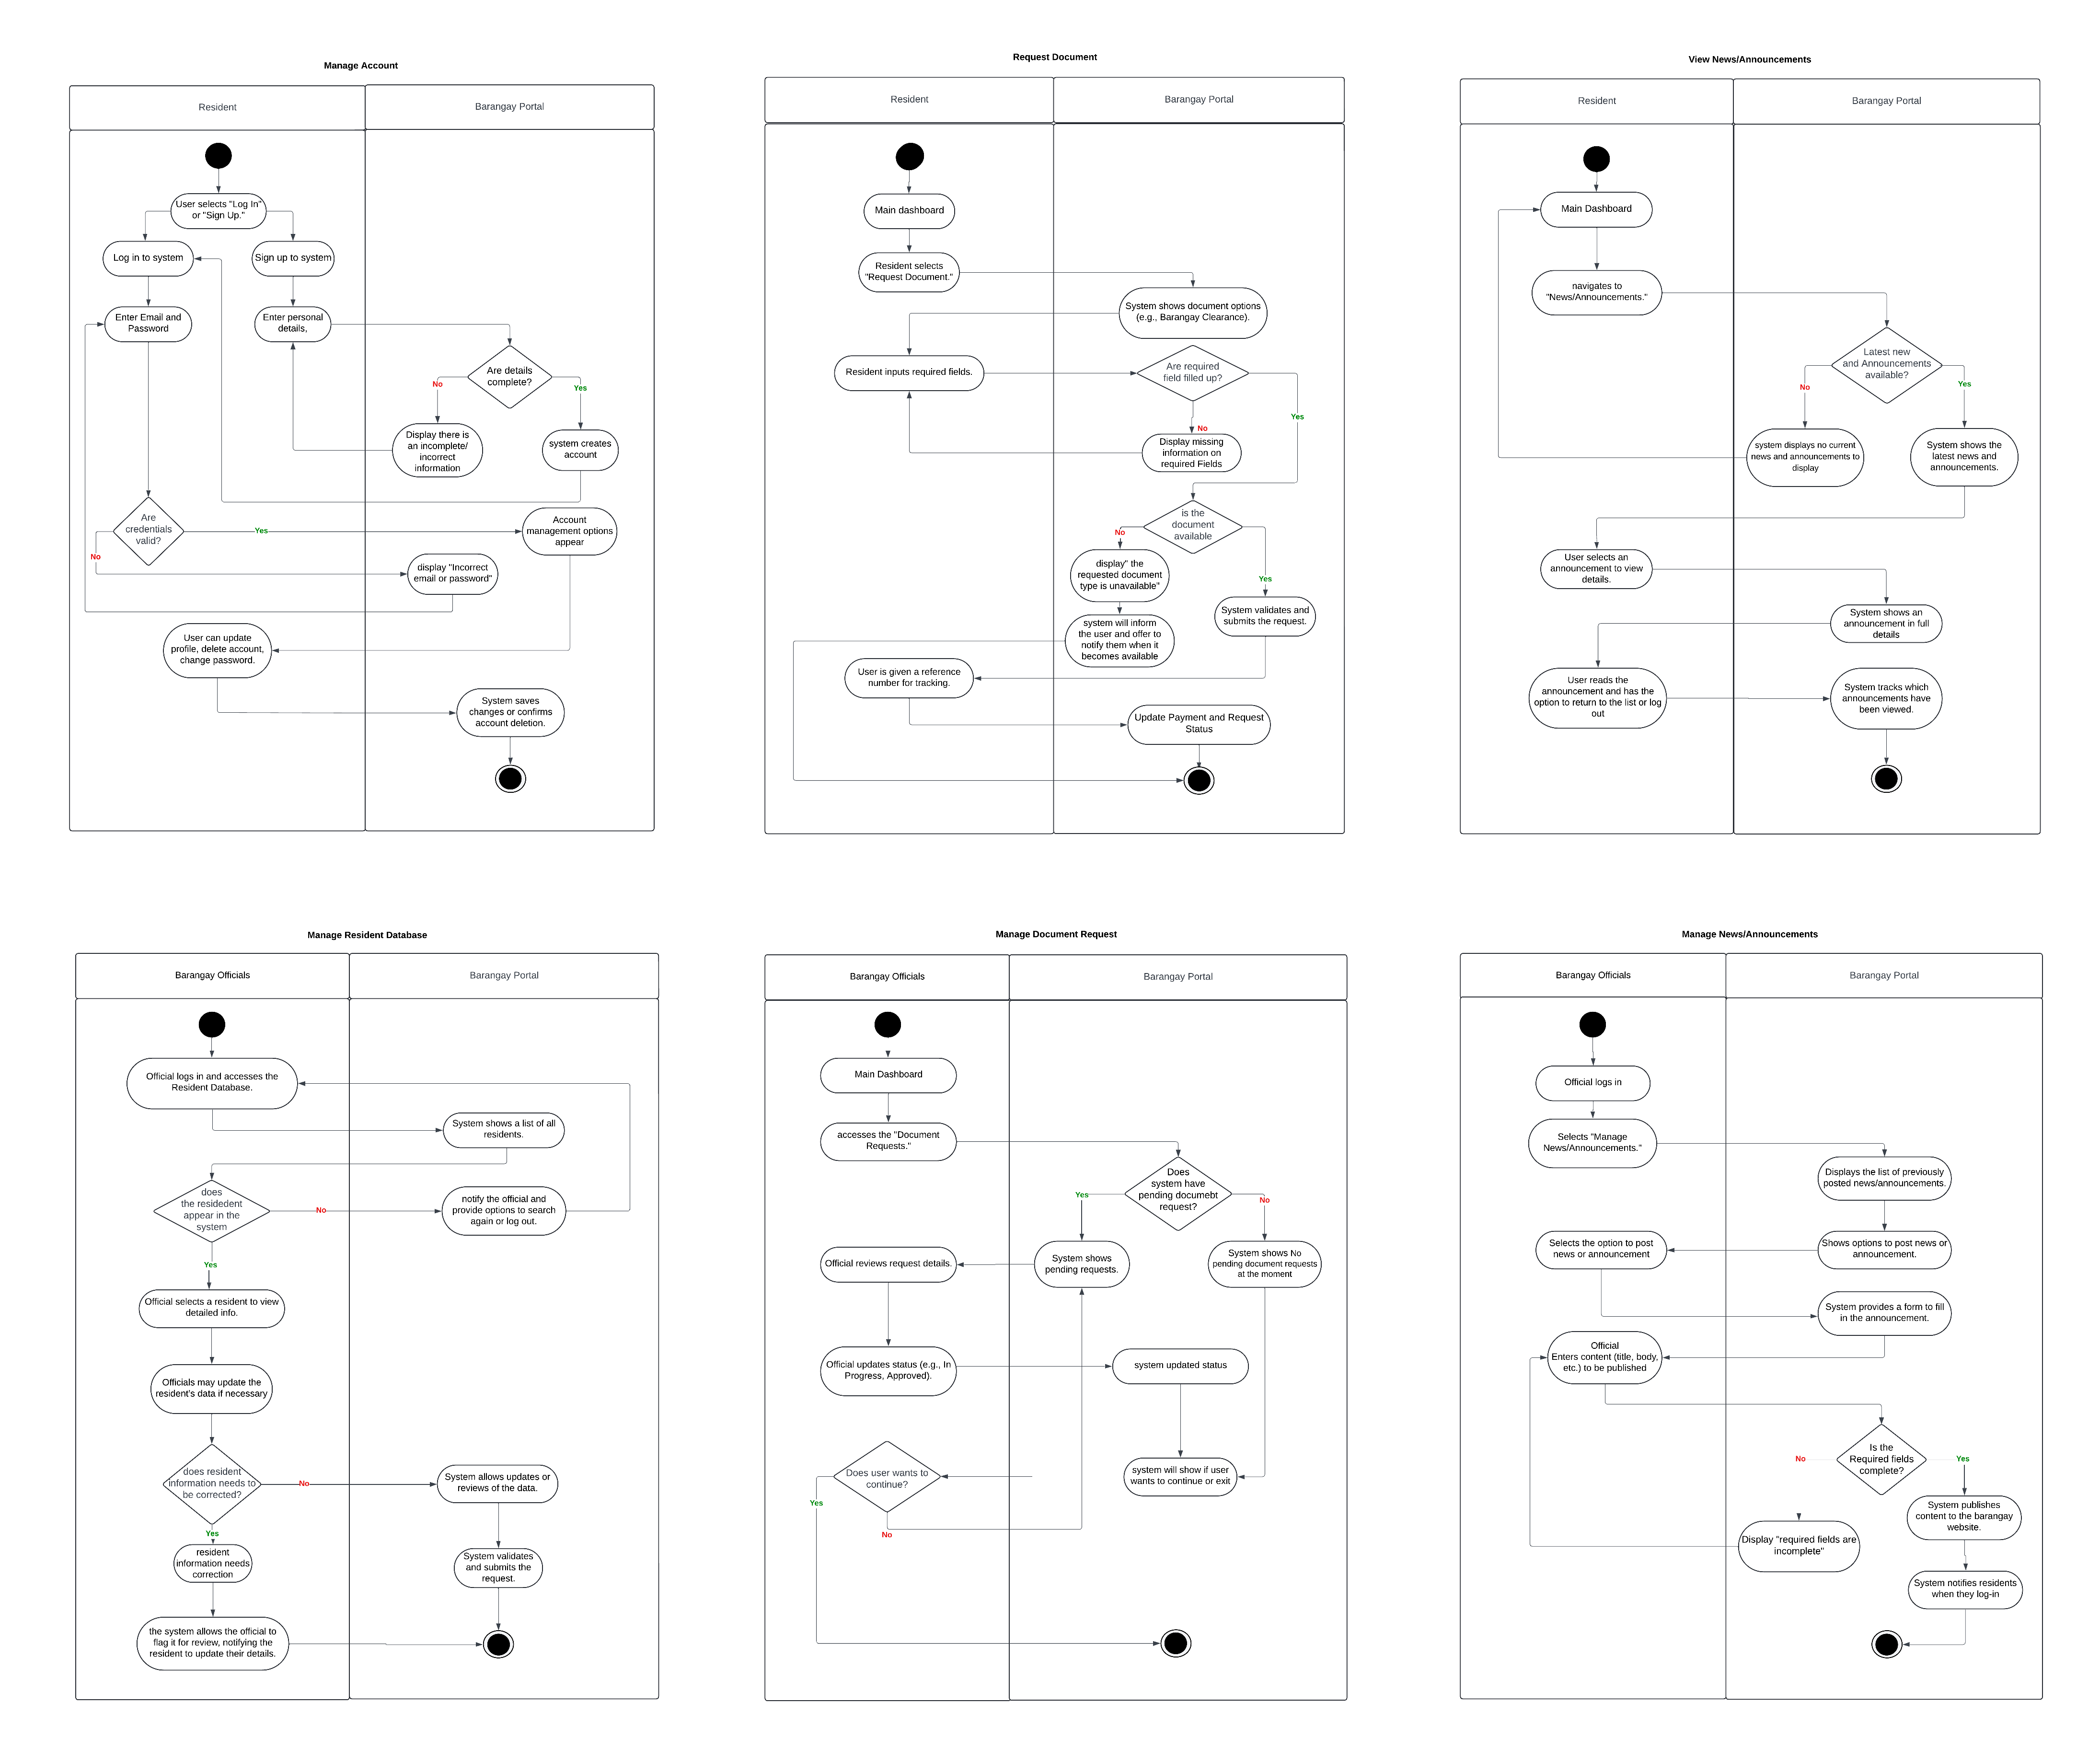 Manage Account
Resident
Barangay Portal
User selects "Log In"
or "Sign Up."
Log in to system
Sign up to system
Enter Email and
Password
Enter personal
details,
Are details
complete?
No
Yes
Display there is
an incomplete/
incorrect
information
system creates
account
Are
credentials
valid?
Yes
No
Account
management options
appear
display "Incorrect
email or password"
User can update
profile, delete account,
change password.
System saves
changes or confirms
account deletion.
Request Document
Resident
Barangay Portal
Main dashboard
Resident selects
"Request Document."
System shows document options
(e.g., Barangay Clearance).
Resident inputs required fields.
Are required
field filled up?
Yes
No
Display missing
information on
required Fields
is the
document
available
No
Yes
display" the
requested document
type is unavailable"
System validates and
submits the request.
system will inform
the user and offer to
notify them when it
becomes available
User is given a reference
number for tracking.
Update Payment and Request
Status
View News/Announcements
Resident
Barangay Portal
Main Dashboard
navigates to
"News/Announcements."
Latest new
and Announcements
available?
No
Yes
system displays no current
news and announcements to
display
System shows the
latest news and
announcements.
User selects an
announcement to view
details.
System shows an
announcement in full
details
User reads the
announcement and has the
option to return to the list or log
out
System tracks which
announcements have
been viewed.
Manage Resident Database
Barangay Officials
Barangay Portal
Official logs in and accesses the
Resident Database.
System shows a list of all
residents.
does
the residedent
appear in the
system
No
notify the official and
provide options to search
again or log out.
Yes
Official selects a resident to view
detailed info.
Officials may update the
resident's data if necessary
does resident
information needs to
be corrected?
No
System allows updates or
reviews of the data.
Yes
resident
information needs
correction
System validates
and submits the
request.
the system allows the official to
flag it for review, notifying the
resident to update their details.
Manage Document Request
Barangay Officials
Barangay Portal
Main Dashboard
accesses the "Document
Requests."
Does
system have
pending documebt
request?
Yes
No
Official reviews request details.
System shows
pending requests.
System shows No
pending document requests
at the moment
Official updates status (e.g., In
Progress, Approved).
system updated status
Does user wants to
continue?
system will show if user
wants to continue or exit
Yes
No
Manage News/Announcements
Barangay Officials
Barangay Portal
Official logs in
Selects "Manage
News/Announcements."
Displays the list of previously
posted news/announcements.
Selects the option to post
news or announcement
Shows options to post news or
announcement.
System provides a form to fill
in the announcement.
Official
Enters content (title, body,
etc.) to be published
Is the
Required fields
complete?
No
Yes
System publishes
content to the barangay
website.
Display "required fields are
incomplete"
System notifies residents
when they log-in